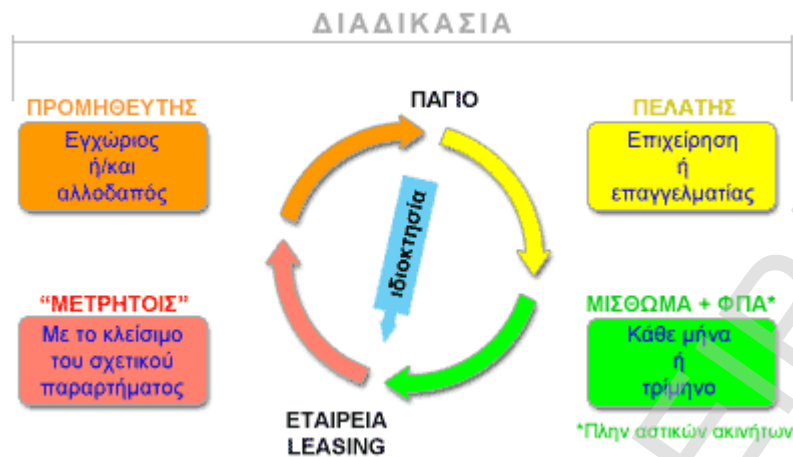 ΔΙΑΔΙΚΑΣΙΑ
ΠΡΟΜΗΘΕΥΤΗΣ
Εγχώριος
ή/και
αλλοδαπός
ΠΑΓΙΟ
ΠΕΛΑΤΗΣ
Επιχείρηση
ή
επαγγελματίας
ιδιοκτησία
“ΜΕΤΡΗΤΟΙΣ”
Με το κλείσιμο
του σχετικού
παραρτήματος
ΕΤΑΙΡΕΙΑ
LEASING
ΜΙΣΘΩΜΑ + ΦΠΑ*
Κάθε μήνα
ή
τρίμηνο
*Πλην αστικών ακινήτων